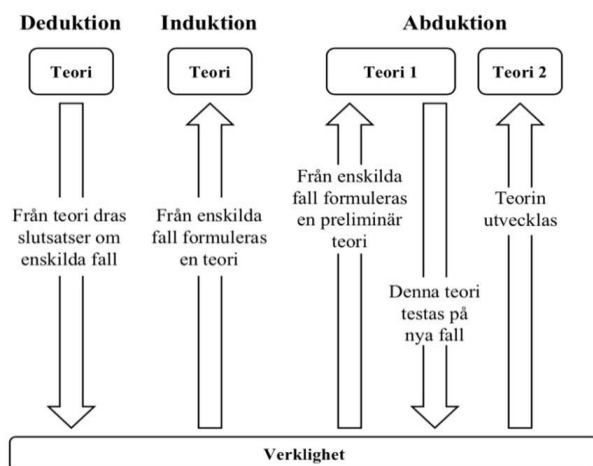 Deduktion
Induktion
Abduktion
Teori
Teori
Teori 1
Teori 2
Från teori dras
slutsatser om
enskilda fall
Från enskilda
fall formuleras
en teori
Från enskilda
fall formuleras
en preliminär
teori
Denna teori
testas på
nya fall
Teorin
utvecklas
Verklighet